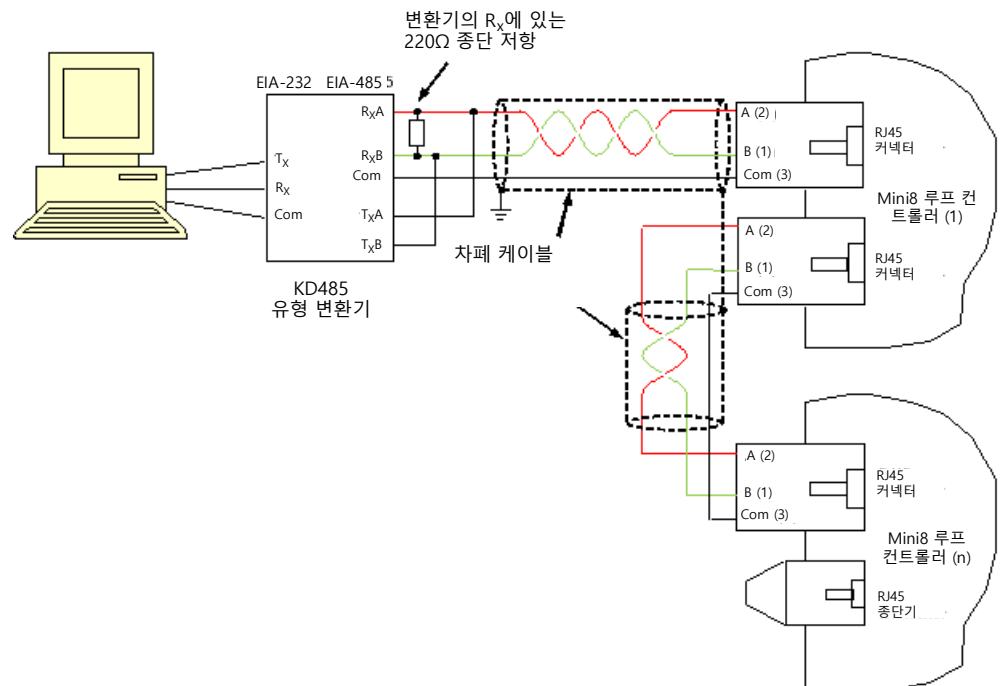 변환기의 RₓX에 있는
220Ω 종단 저항
EIA-232 EIA-485 5
RₓA
RₓB
Com
TₓA
TₓB
Tₓ
Rₓ
Com
KD485
유형 변환기
차폐 케이블
A (2)
B (1)
Com (3)
RJ45
커넥터
Mini8 루프 컨
트롤러 (1)
A (2)
B (1)
Com (3)
RJ45
커넥터
A (2)
B (1)
Com (3)
RJ45
커넥터
Mini8 루프
컨트롤러 (n)
RJ45
종단기